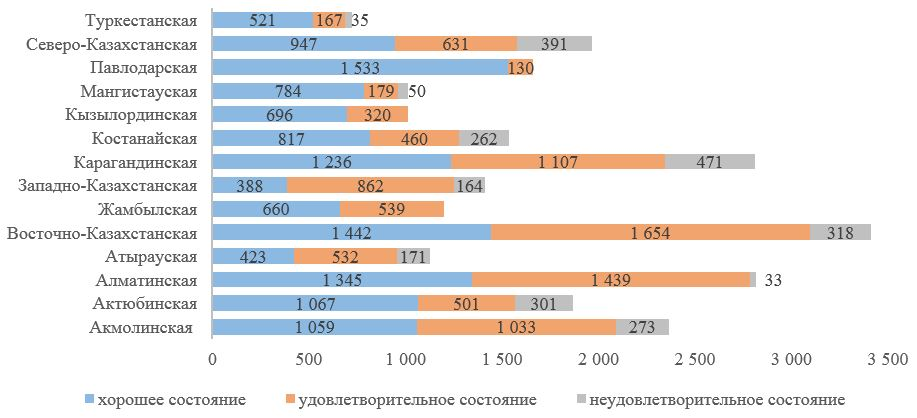 Туркестанская 521 167 35
Северо-Казахстанская 947 631 391
Павлодарская 1 533 130
Мангистауская 784 179 50
Кызылординская 696 320
Костанайская 817 460 262
Карагандинская 1 236 1 107 471
Западно-Казахстанская 388 862 164
Жамбылская 660 539
Восточно-Казахстанская 1 442 1 654 318
Атырауская 423 532 171
Алматинская 1 345 1 439 33
Актюбинская 1 067 501 301
Акмолинская 1 059 1 033 273
0 500 1 000 1 500 2 000 2 500 3 000 3 500
хорошее состояние удовлетворительное состояние неудовлетворительное состояние